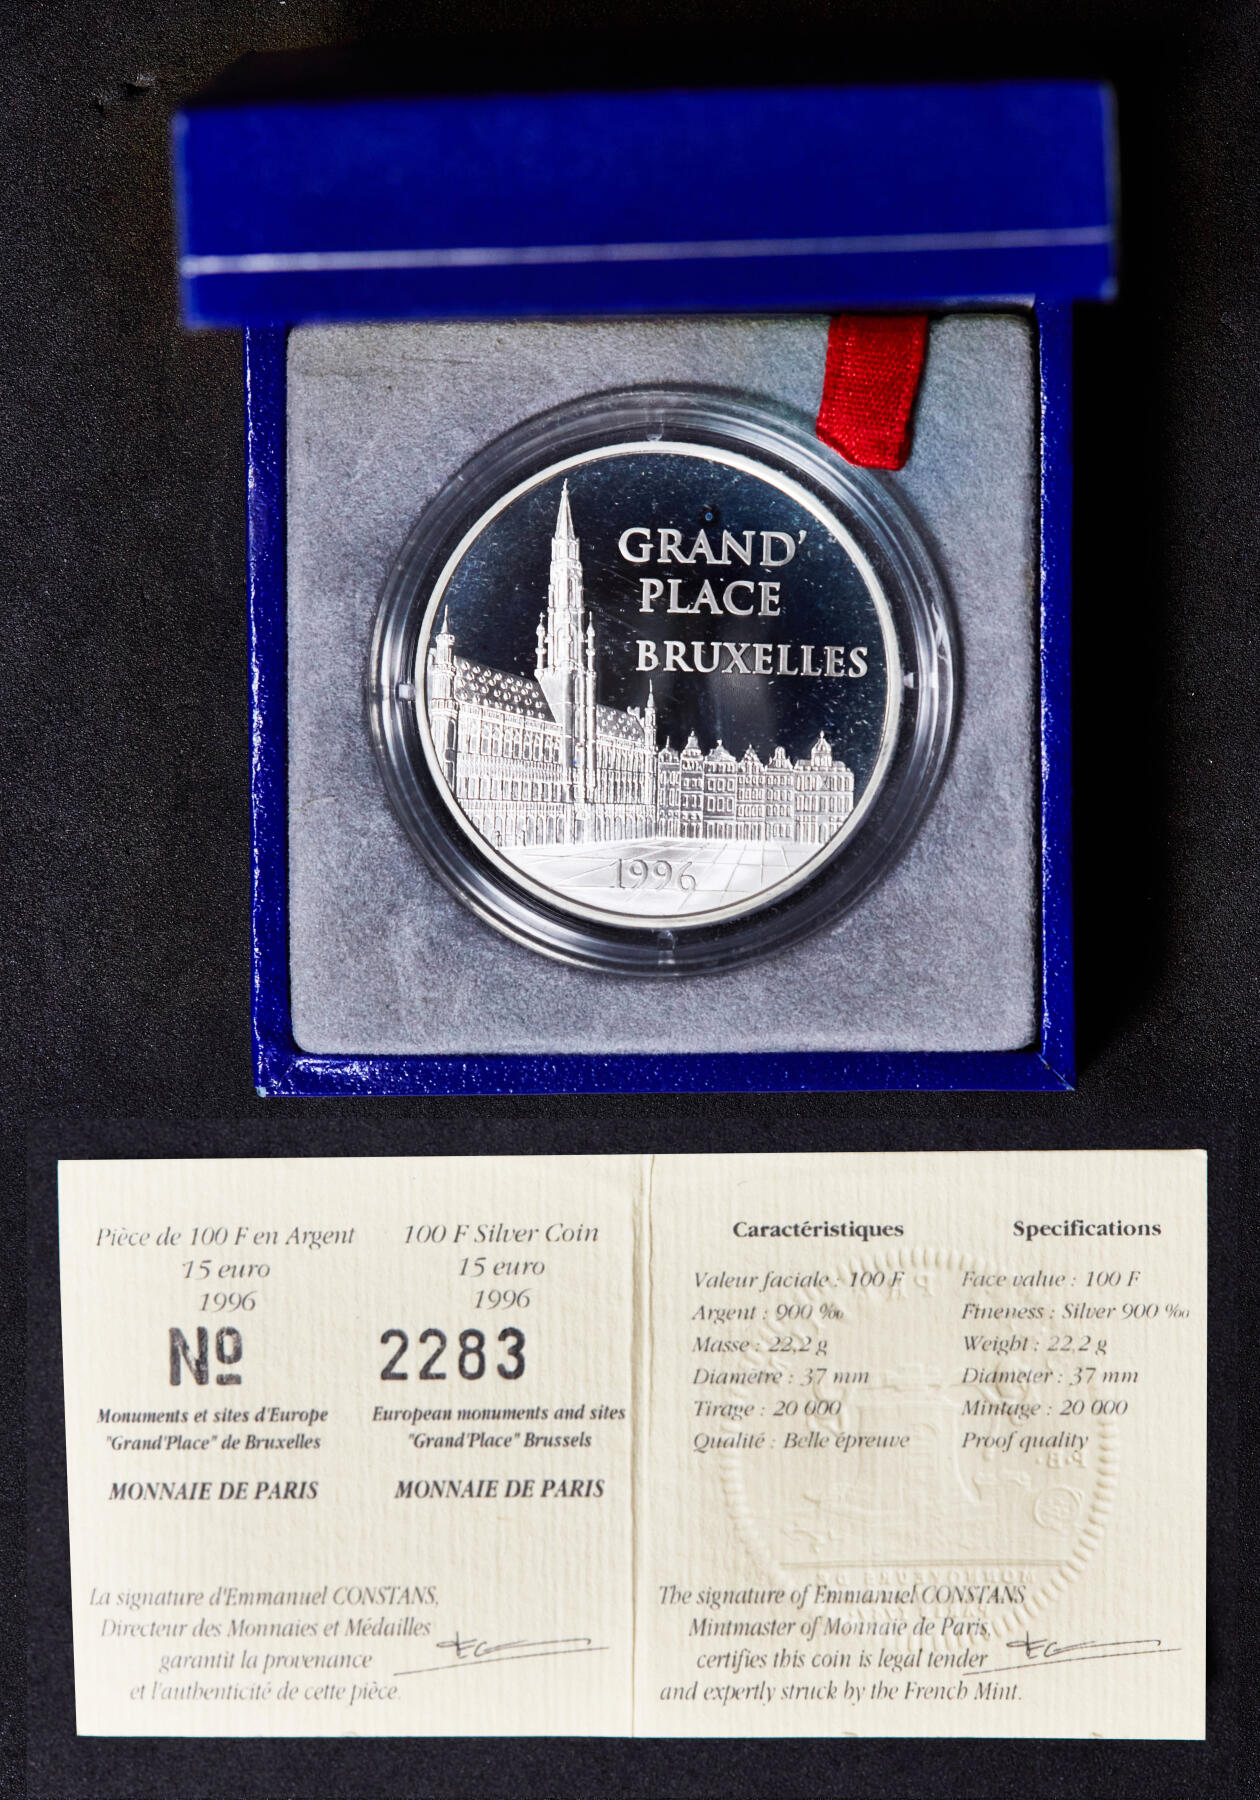 GRAND'
PLACE
BRUXELLES
1996
Pièce de 100 F en Argent
15 euro
1996
Nº
Monuments et sites d'Europe
"Grand'Place" de Bruxelles
MONNAIE DE PARIS
100 F Silver Coin
15 euro
1996
2283
European monuments and sites
"Grand'Place" Brussels
MONNAIE DE PARIS
La signature d'Emmanuel CONSTANS,
Directeur des Monnaies et Médailles
garantit la provenance
et l'authenticité de cette pièce.
Caractéristiques
Valeur faciale : 100 F
Argent : 900 ‰
Masse : 22,2 g
Diamètre : 37 mm
Tirage : 20 000
Qualité : Belle épreuve
Specifications
Face value : 100 F
Fineness : Silver 900 ‰
Weight : 22,2 g
Diameter : 37 mm
Mintage : 20 000
Proof quality
The signature of Emmanuel CONSTANS
Mintmaster of Monnaie de Paris,
certifies this coin is legal tender
and expertly struck by the French Mint.